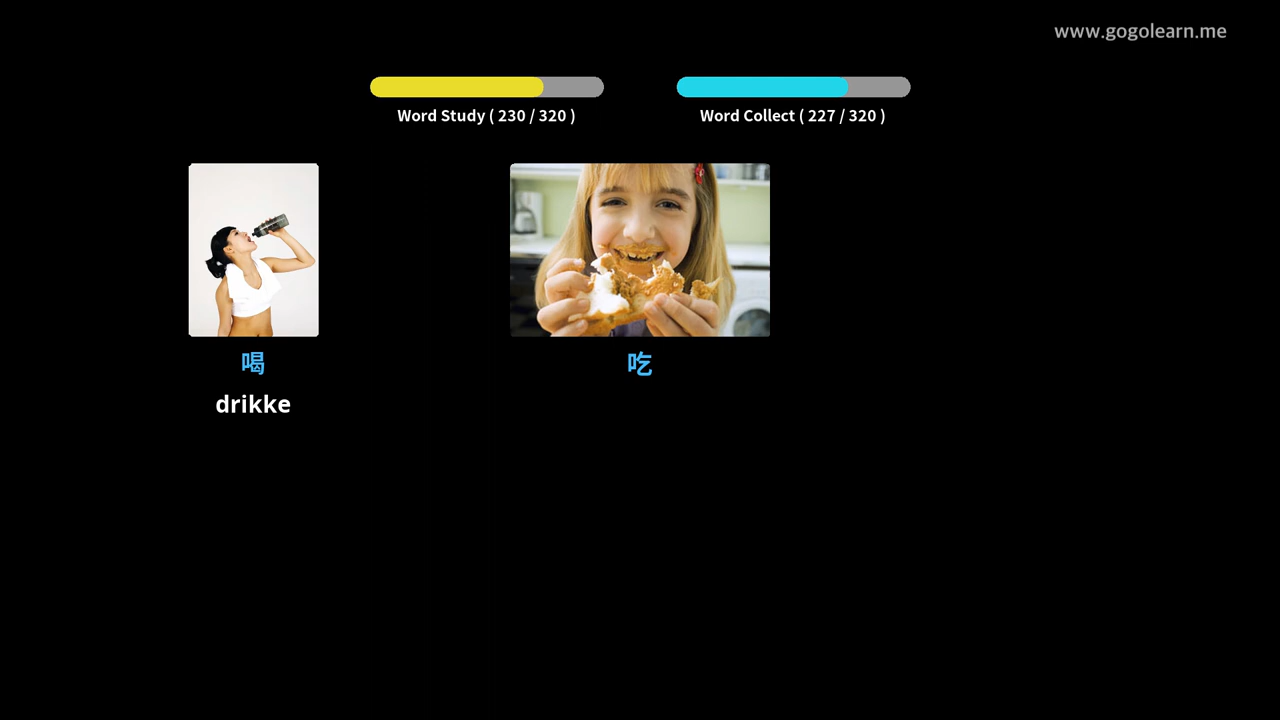 www.gogolearn.me
Word Study ( 230 / 320 )
Word Collect ( 227 / 320 )
喝
吃
drikke